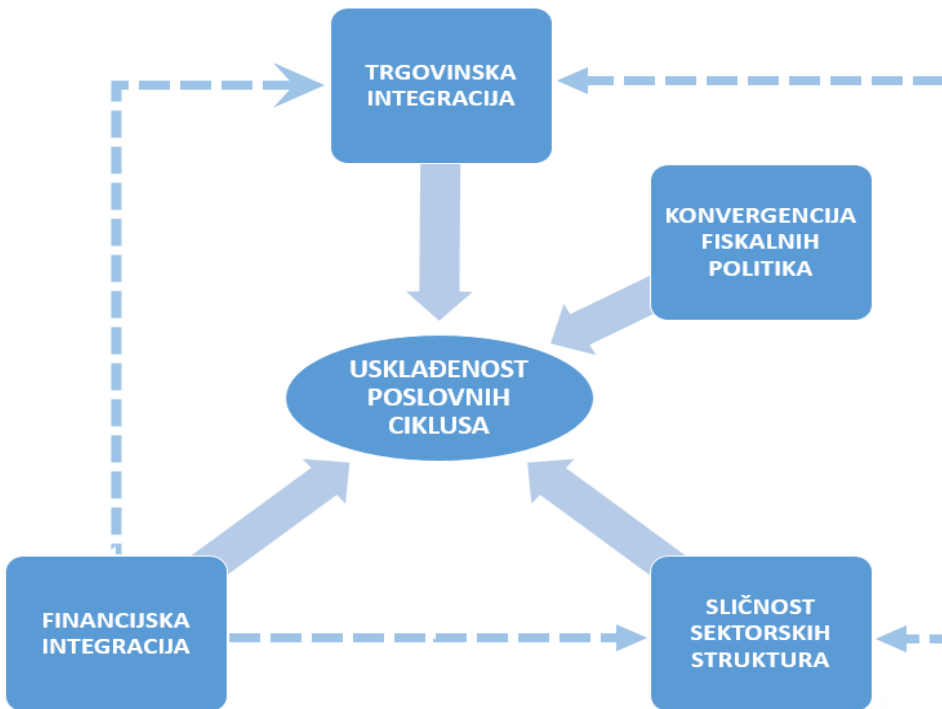 TRGOVINSKA
INTEGRACIJA
KONVERGENCIJA
FISKALNIH
POLITIKA
USKLAĐENOST
POSLOVNIH
CIKLUSA
FINANCIJSKA
INTEGRACIJA
SLIČNOST
SEKTORSKIH
STRUKTURA